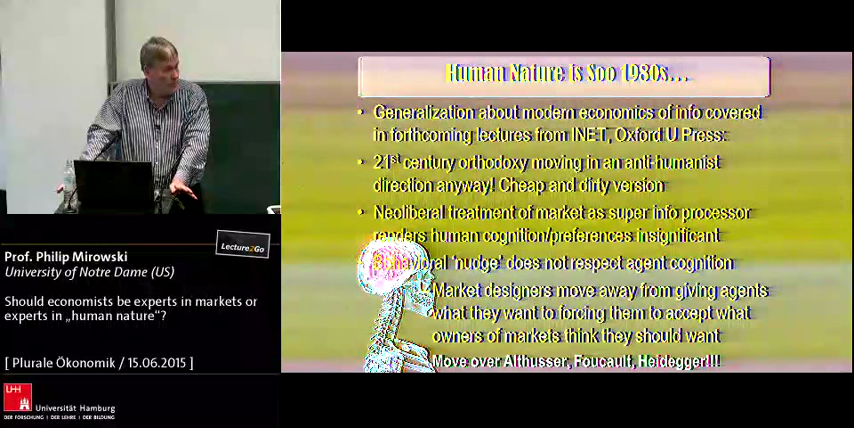 Human Nature is Soo 1980s...
• Generalization about modern economics of info covered
in forthcoming lectures from INET, Oxford U Press:
• 21st century orthodoxy moving in an anti-humanist
direction anyway! Cheap and dirty version
• Neoliberal treatment of market as super info processor
renders human cognition/preferences insignificant
Behavioral 'nudge' does not respect agent cognition
Market designers move away from giving agents
what they want to forcing them to accept what
owners of markets think they should want
Move over Althusser, Foucault, Heidegger!!!
Lecture2Go
Prof. Philip Mirowski
University of Notre Dame (US)
Should economists be experts in markets or
experts in „human nature“?
[ Plurale Ökonomik / 15.06.2015 ]
UHH
Universität Hamburg
DER FORSCHUNG | DER LEHRE | DER BILDUNG